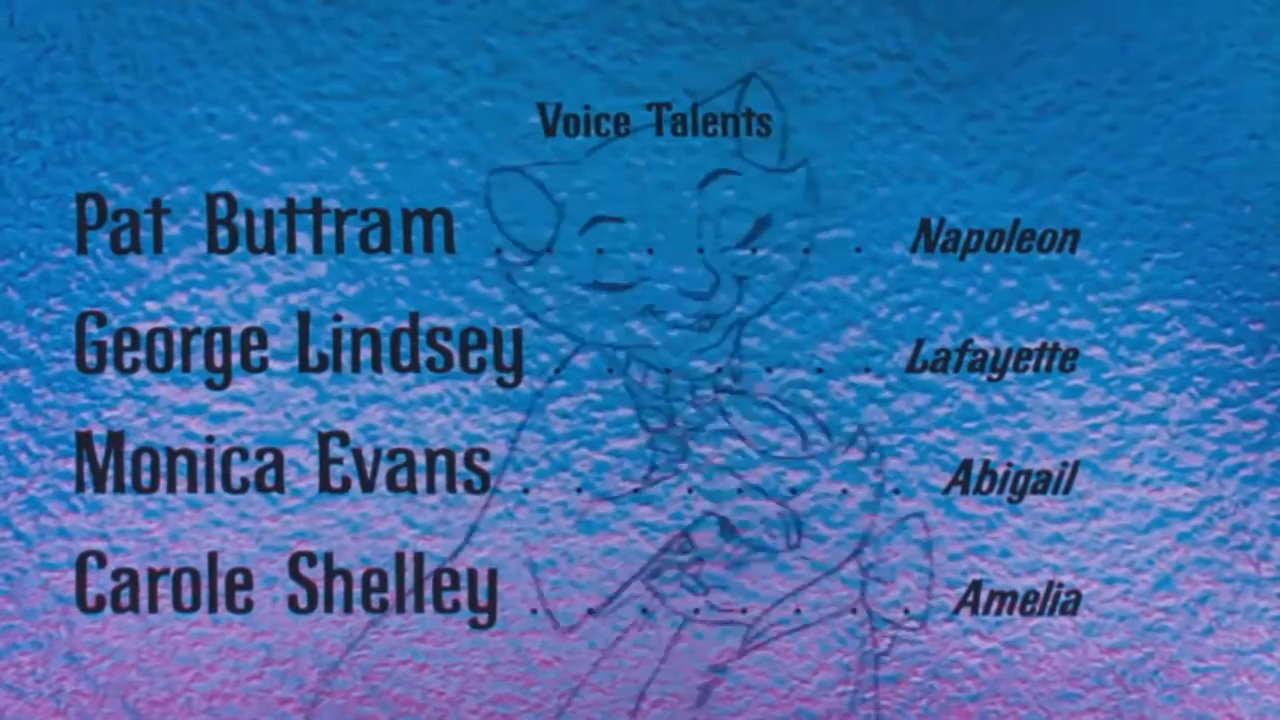 Voice Talents
Pat Buttram . . . . . . . . Napoleon
George Lindsey . . . . . . . Lafayette
Monica Evans . . . . . . . . Abigail
Carole Shelley . . . . . . . . Amelia